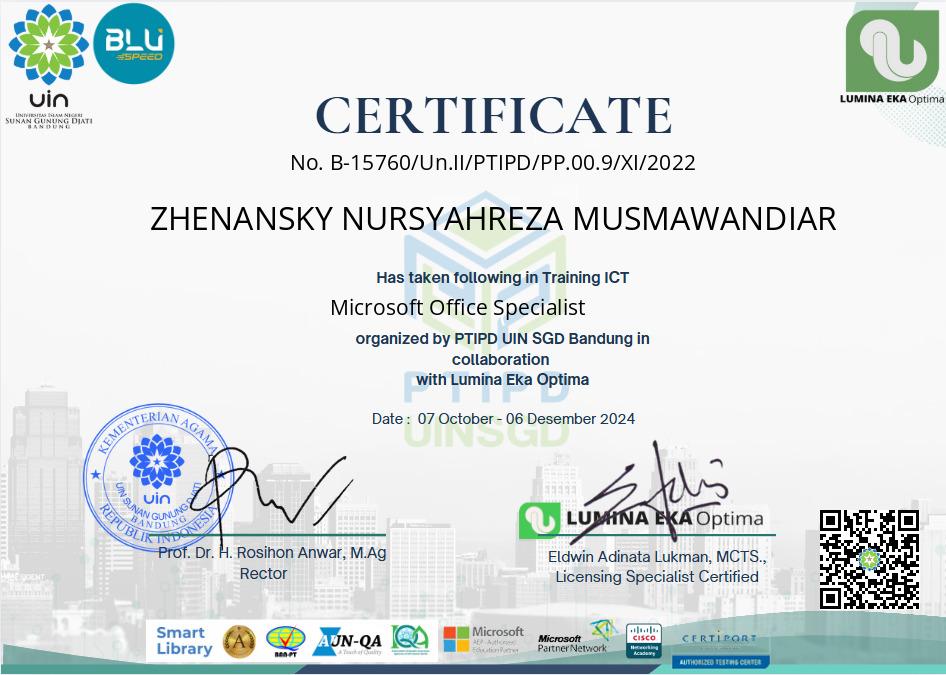 uin
UNIVERSITAS ISLAM NEGERI
SUNAN GUNUNG DJATI
BANDUNG
BLU
SPEED
LUMINA EKA Optima
CERTIFICATE
No. B-15760/Un.II/PTIPD/PP.00.9/XI/2022
ZHENANSKY NURSYAHREZA MUSMAWANDIAR
Has taken following in Training ICT
Microsoft Office Specialist
organized by PTIPD UIN SGD Bandung in
collaboration
with Lumina Eka Optima
PTIPD
UINSGD
Date : 07 October - 06 Desember 2024
KEMENTERIAN AGAMA
uin
UIN SUNAN GUNUNG DJATI
BANDUNG
REPUBLIK INDONESIA
LUMINA EKA Optima
Prof. Dr. H. Rosihon Anwar, M.Ag
Rector
Eldwin Adinata Lukman, MCTS.,
Licensing Specialist Certified
Smart
Library
A
BAN-PT
AUN-QA
A Touch of Quality
Microsoft
AEP - Authorized
Education Partner
Microsoft
Partner Network
CISCO
Networking
Academy
CERTIPORT
AUTHORIZED TESTING CENTER